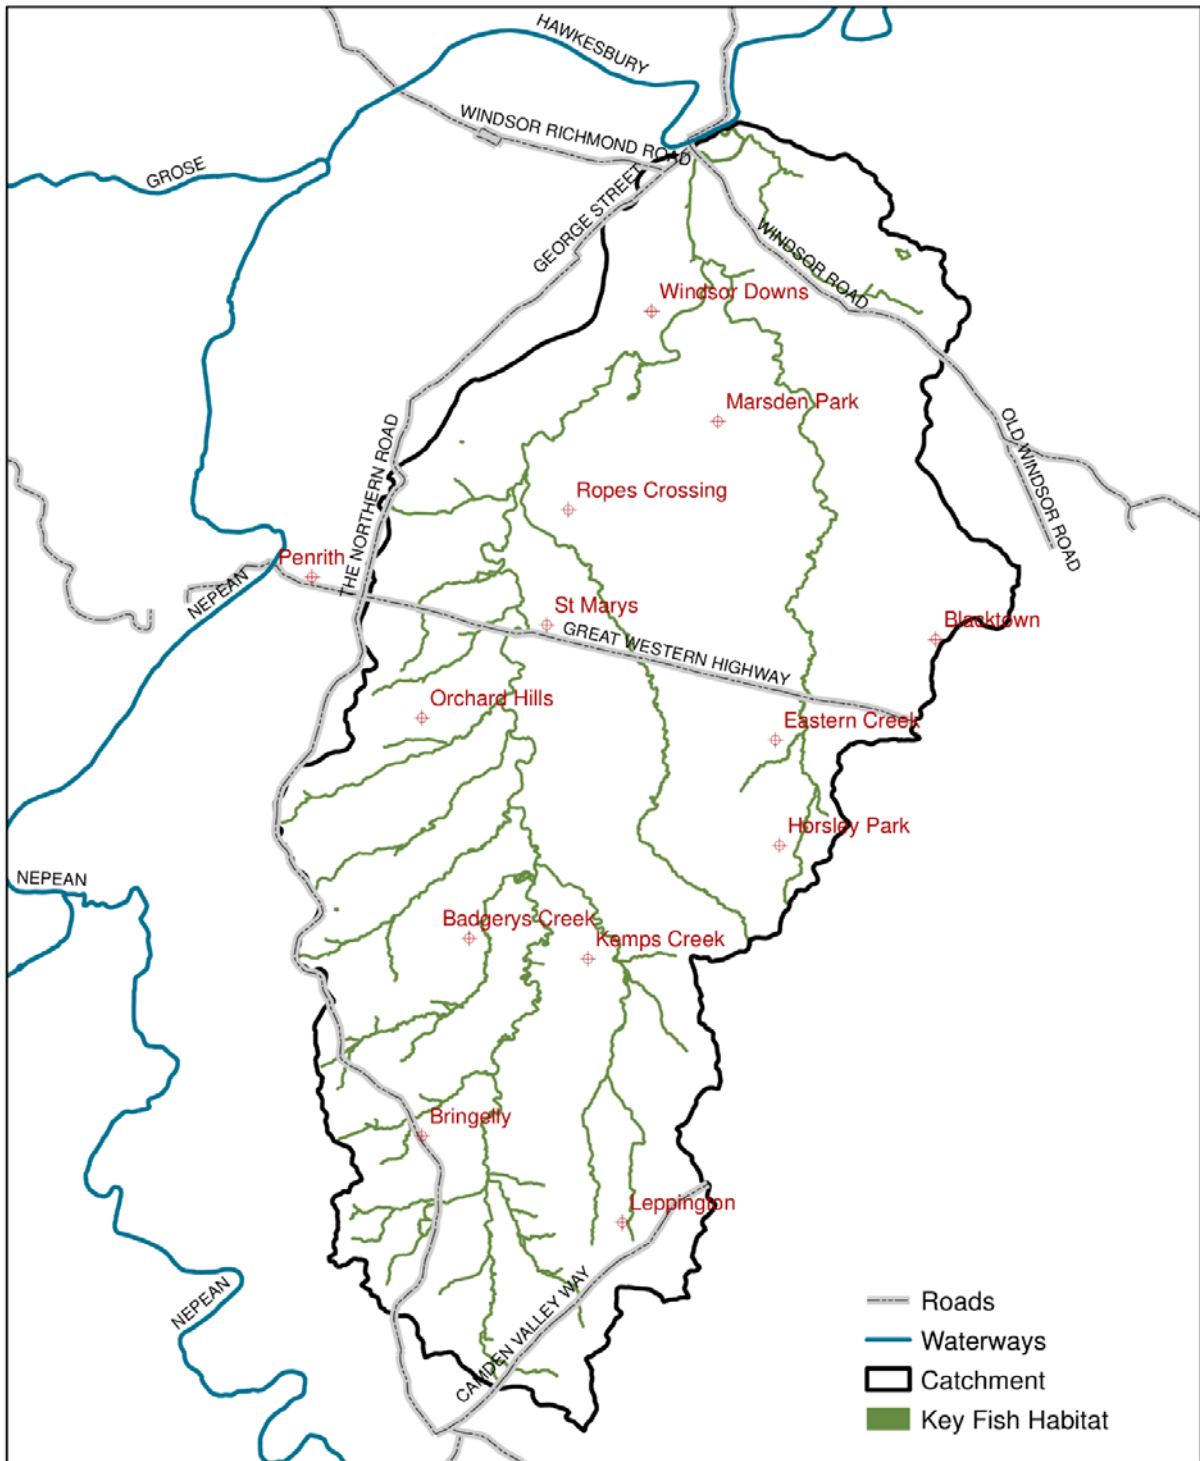 HAWKESBURY
WINDSOR RICHMOND ROAD
GROSE
GEORGE STREET
WINDSOR ROAD
Windsor Downs
Marsden Park
OLD WINDSOR ROAD
THE NORTHERN ROAD
Ropes Crossing
Penrith
NEPEAN
St Marys
GREAT WESTERN HIGHWAY
Blacktown
Orchard Hills
Eastern Creek
Horsley Park
NEPEAN
Badgerys Creek
Kemps Creek
Bringelly
Leppington
NEPEAN
CAMDEN VALLEY WAY
Roads
Waterways
Catchment
Key Fish Habitat